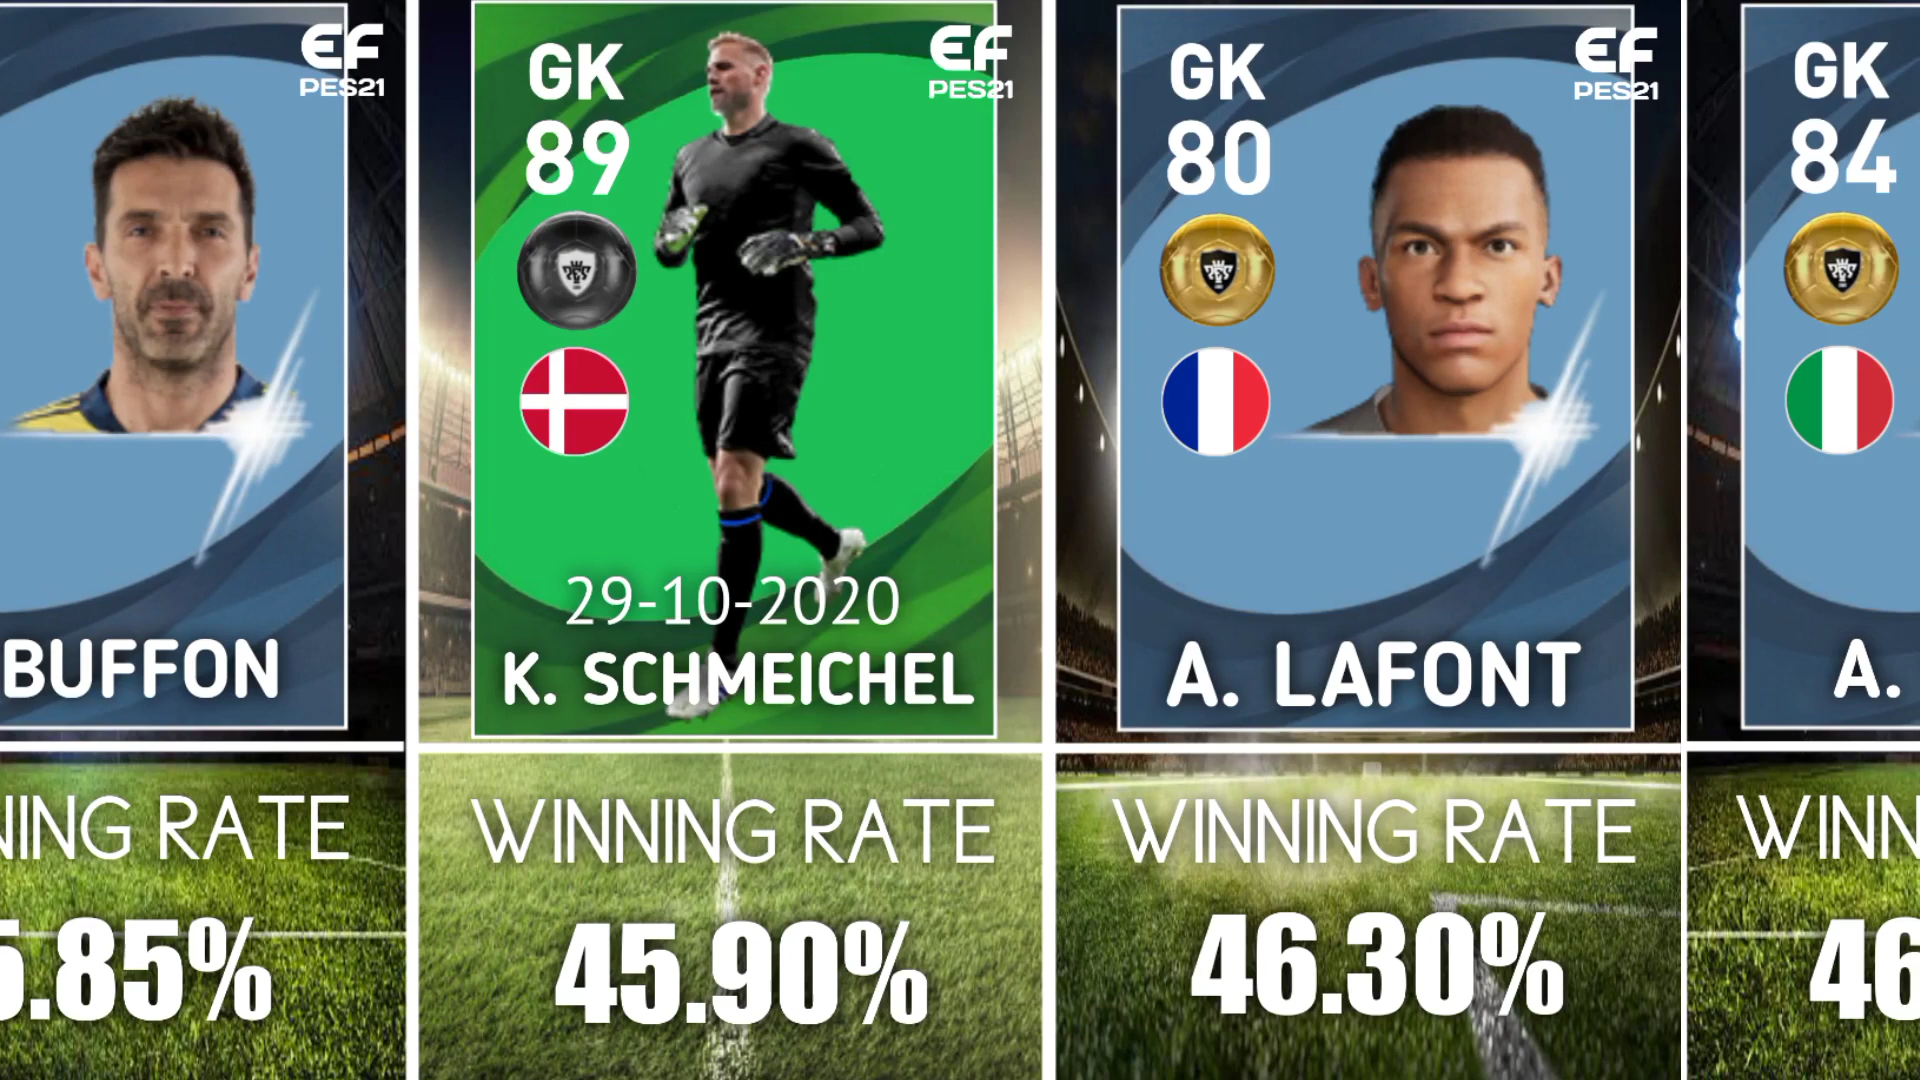 EF
PES21
BUFFON
NING RATE
5.85%
GK
89
EF
PES21
29-10-2020
K. SCHMEICHEL
WINNING RATE
45.90%
GK
80
EF
PES21
A. LAFONT
WINNING RATE
46.30%
GK
84
A.
WINN
46